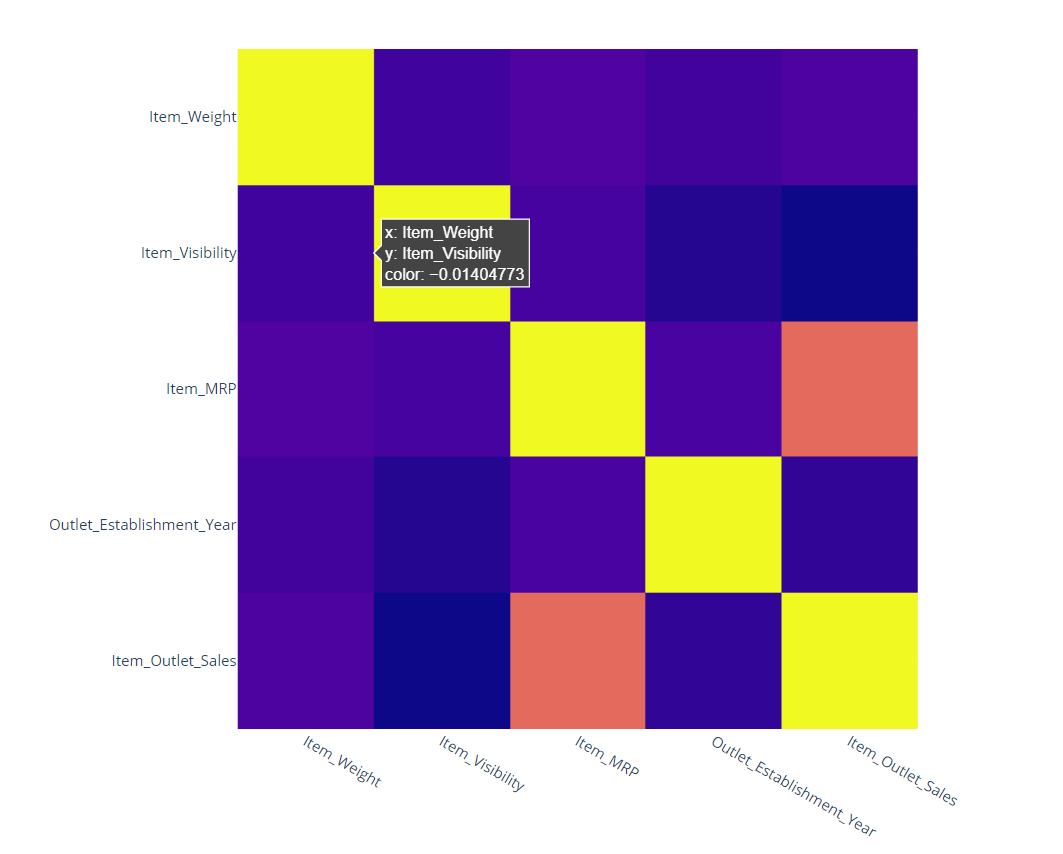 Item_Weight
Item_Visibility
x: Item_Weight
y: Item_Visibility
color: −0.01404773
Item_MRP
Outlet_Establishment_Year
Item_Outlet_Sales
Item_Weight
Item_Visibility
Item_MRP
Outlet_Establishment_Year
Item_Outlet_Sales